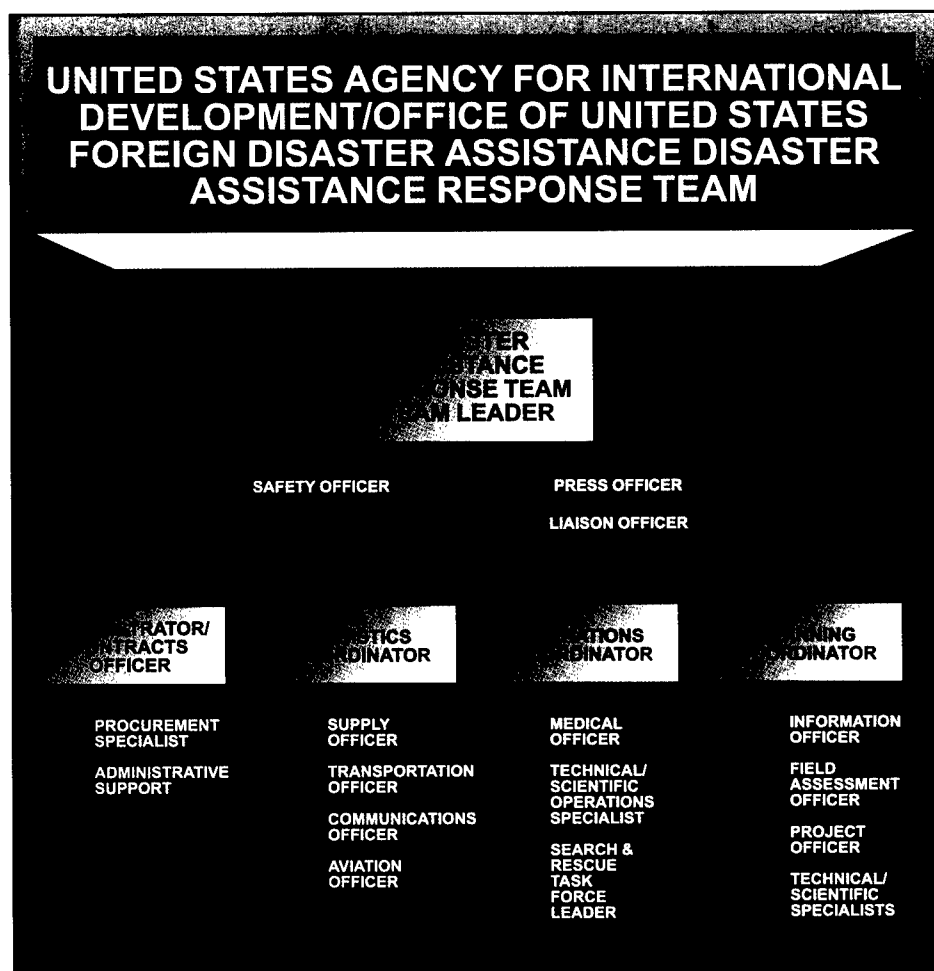 UNITED STATES AGENCY FOR INTERNATIONAL
DEVELOPMENT/OFFICE OF UNITED STATES
FOREIGN DISASTER ASSISTANCE DISASTER
ASSISTANCE RESPONSE TEAM
TEAM
LEADER
SAFETY OFFICER
PRESS OFFICER
LIAISON OFFICER
OFFICER
PROCUREMENT
SPECIALIST
ADMINISTRATIVE
SUPPORT
SUPPLY
OFFICER
TRANSPORTATION
OFFICER
COMMUNICATIONS
OFFICER
AVIATION
OFFICER
MEDICAL
OFFICER
TECHNICAL/
SCIENTIFIC
OPERATIONS
SPECIALIST
SEARCH &
RESCUE
TASK
FORCE
LEADER
INFORMATION
OFFICER
FIELD
ASSESSMENT
OFFICER
PROJECT
OFFICER
TECHNICAL/
SCIENTIFIC
SPECIALISTS